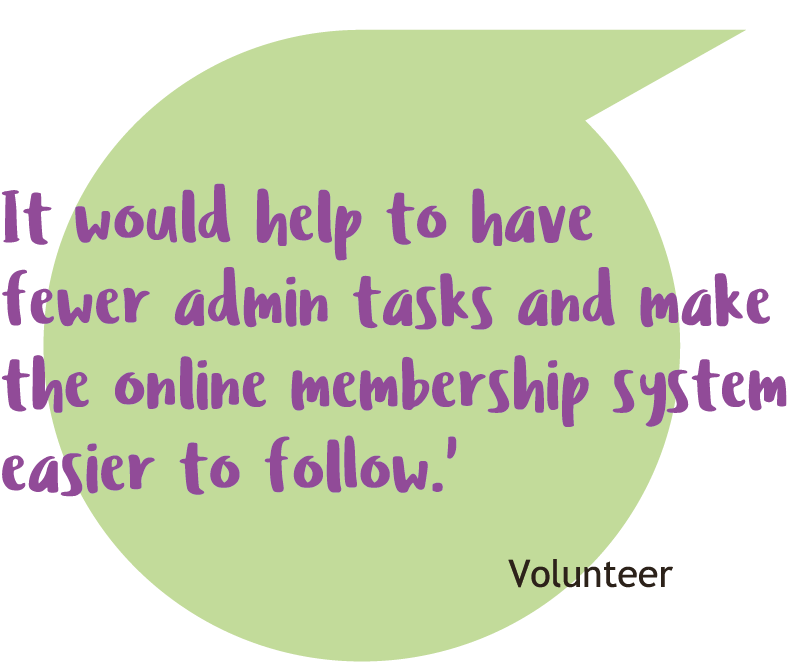 It would help to have
fewer admin tasks and make
the online membership system
easier to follow.'
Volunteer